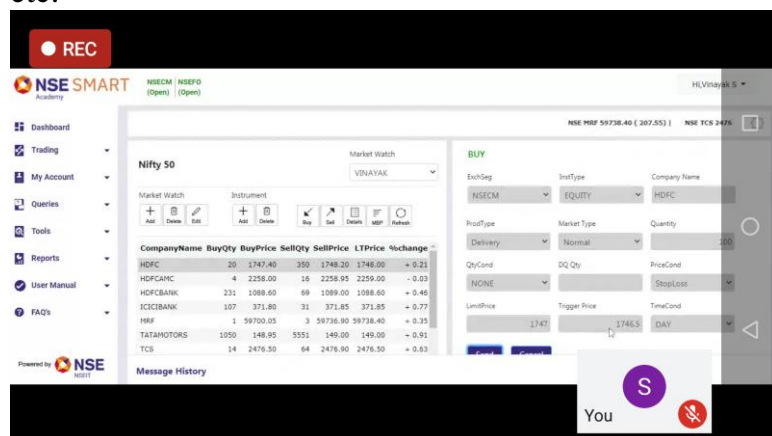 REC
NSE SMART
Academy
NSECM NSEFO
(Open) (Open)
Hi,Vinayak S
NSE MRF 59738.40 ( 207.55) | NSE TCS 2476
Dashboard
Trading
My Account
Queries
Tools
Reports
User Manual
FAQ's
Powered by NSE
NSEIT
Nifty 50
Market Watch
VINAYAK
Market Watch Instrument
Add Delete Edit Add Delete Buy Sell Details MBP Refresh
CompanyName BuyQty BuyPrice SellQty SellPrice LTPrice %change
HDFC 20 1747.40 350 1748.20 1748.00 + 0.21
HDFCAMC 4 2258.00 16 2258.95 2259.00 - 0.03
HDFCBANK 231 1088.60 69 1089.00 1088.60 + 0.46
ICICIBANK 107 371.80 31 371.85 371.85 + 0.77
MRF 1 59700.05 3 59736.90 59738.40 + 0.35
TATAMOTORS 1050 148.95 5551 149.00 149.00 + 0.91
TCS 14 2476.50 64 2476.90 2476.50 + 0.63
Message History
BUY
ExchSeg InstType Company Name
NSECM EQUITY HDFC
ProdType Market Type Quantity
Delivery Normal 100
QtyCond DQ Qty PriceCond
NONE StopLoss
LimitPrice Trigger Price TimeCond
1747 1746.5 DAY
Send Cancel
S
You